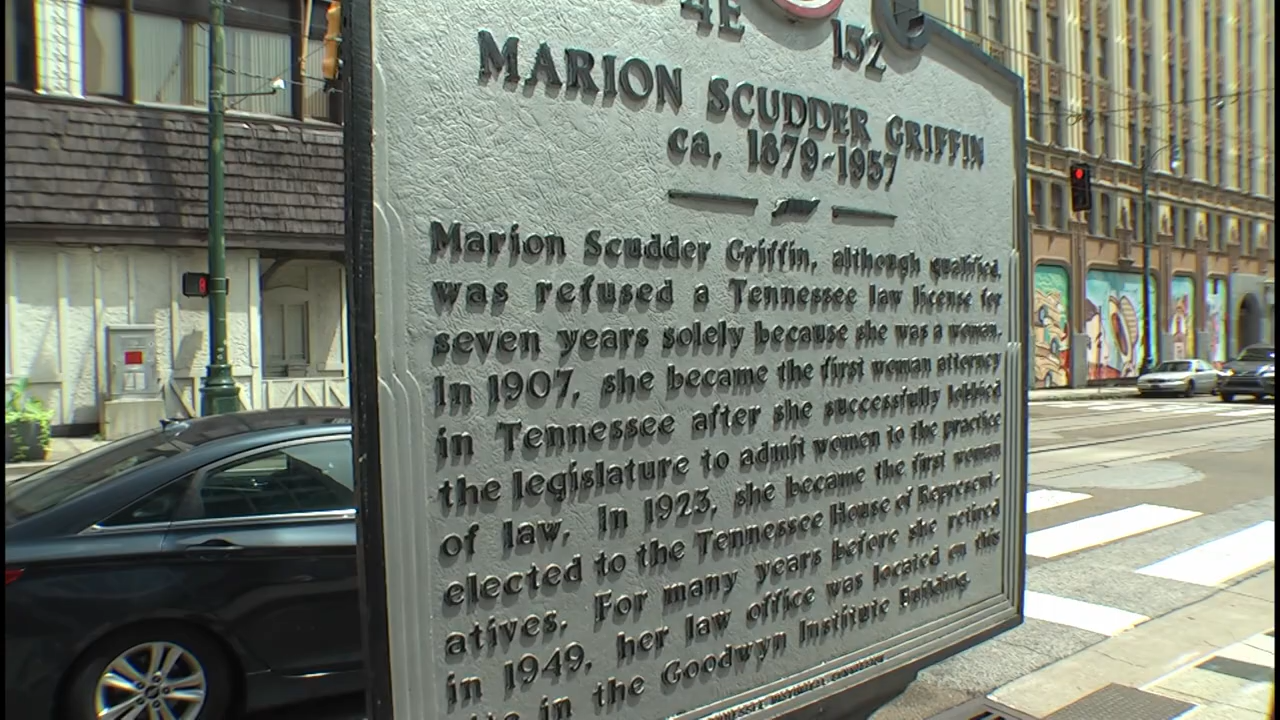 4E 152
MARION SCUDDER GRIFFIN
ca. 1879-1957
Marion Scudder Griffin, although qualified,
was refused a Tennessee law license for
seven years solely because she was a woman.
In 1907, she became the first woman attorney
in Tennessee after she successfully lobbied
the legislature to admit women to the practice
of law. In 1923, she became the first woman
elected to the Tennessee House of Represent-
atives. For many years before she retired
in 1949, her law office was located on this
in the Goodwyn Institute Building.